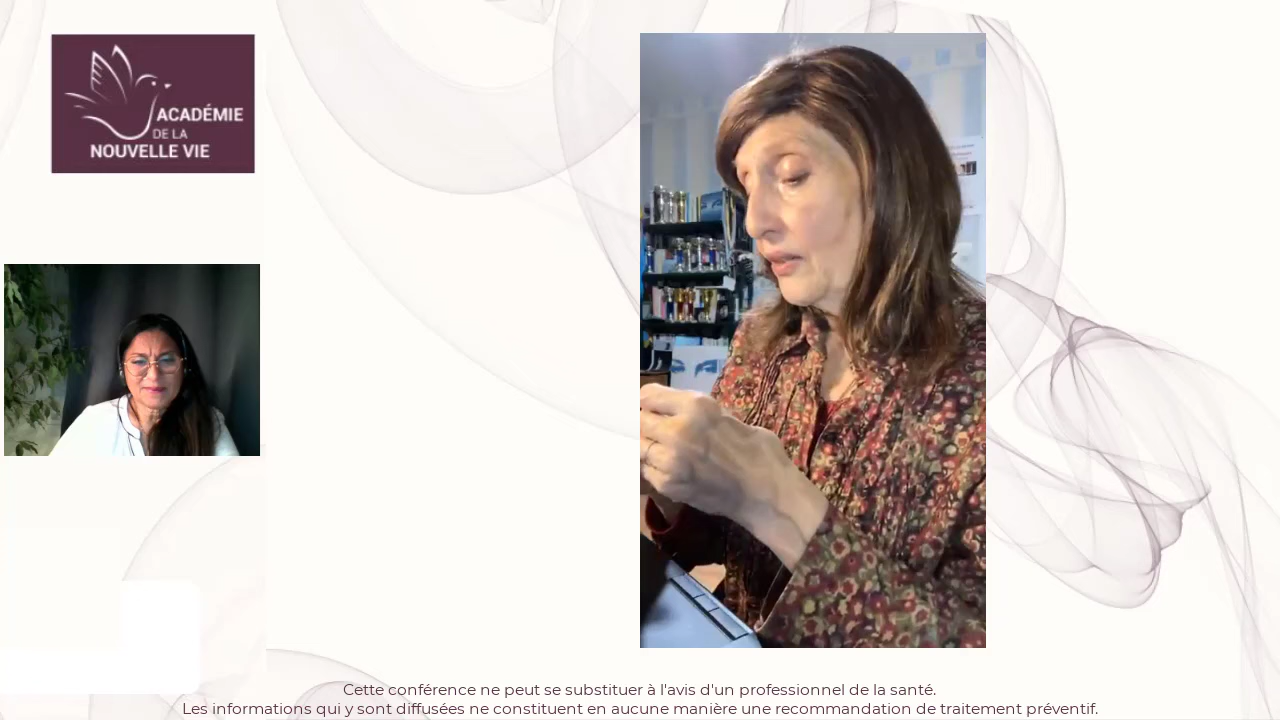 ACADÉMIE
DE LA
NOUVELLE VIE
Cette conférence ne peut se substituer à l'avis d'un professionnel de la santé.
Les informations qui y sont diffusées ne constituent en aucune manière une recommandation de traitement préventif.